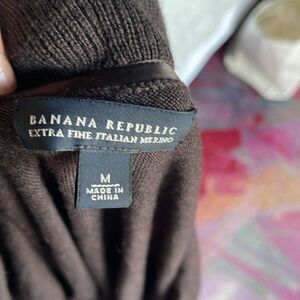 BANANA REPUBLIC
EXTRA FINE ITALIAN MERINO
M
MADE IN
CHINA